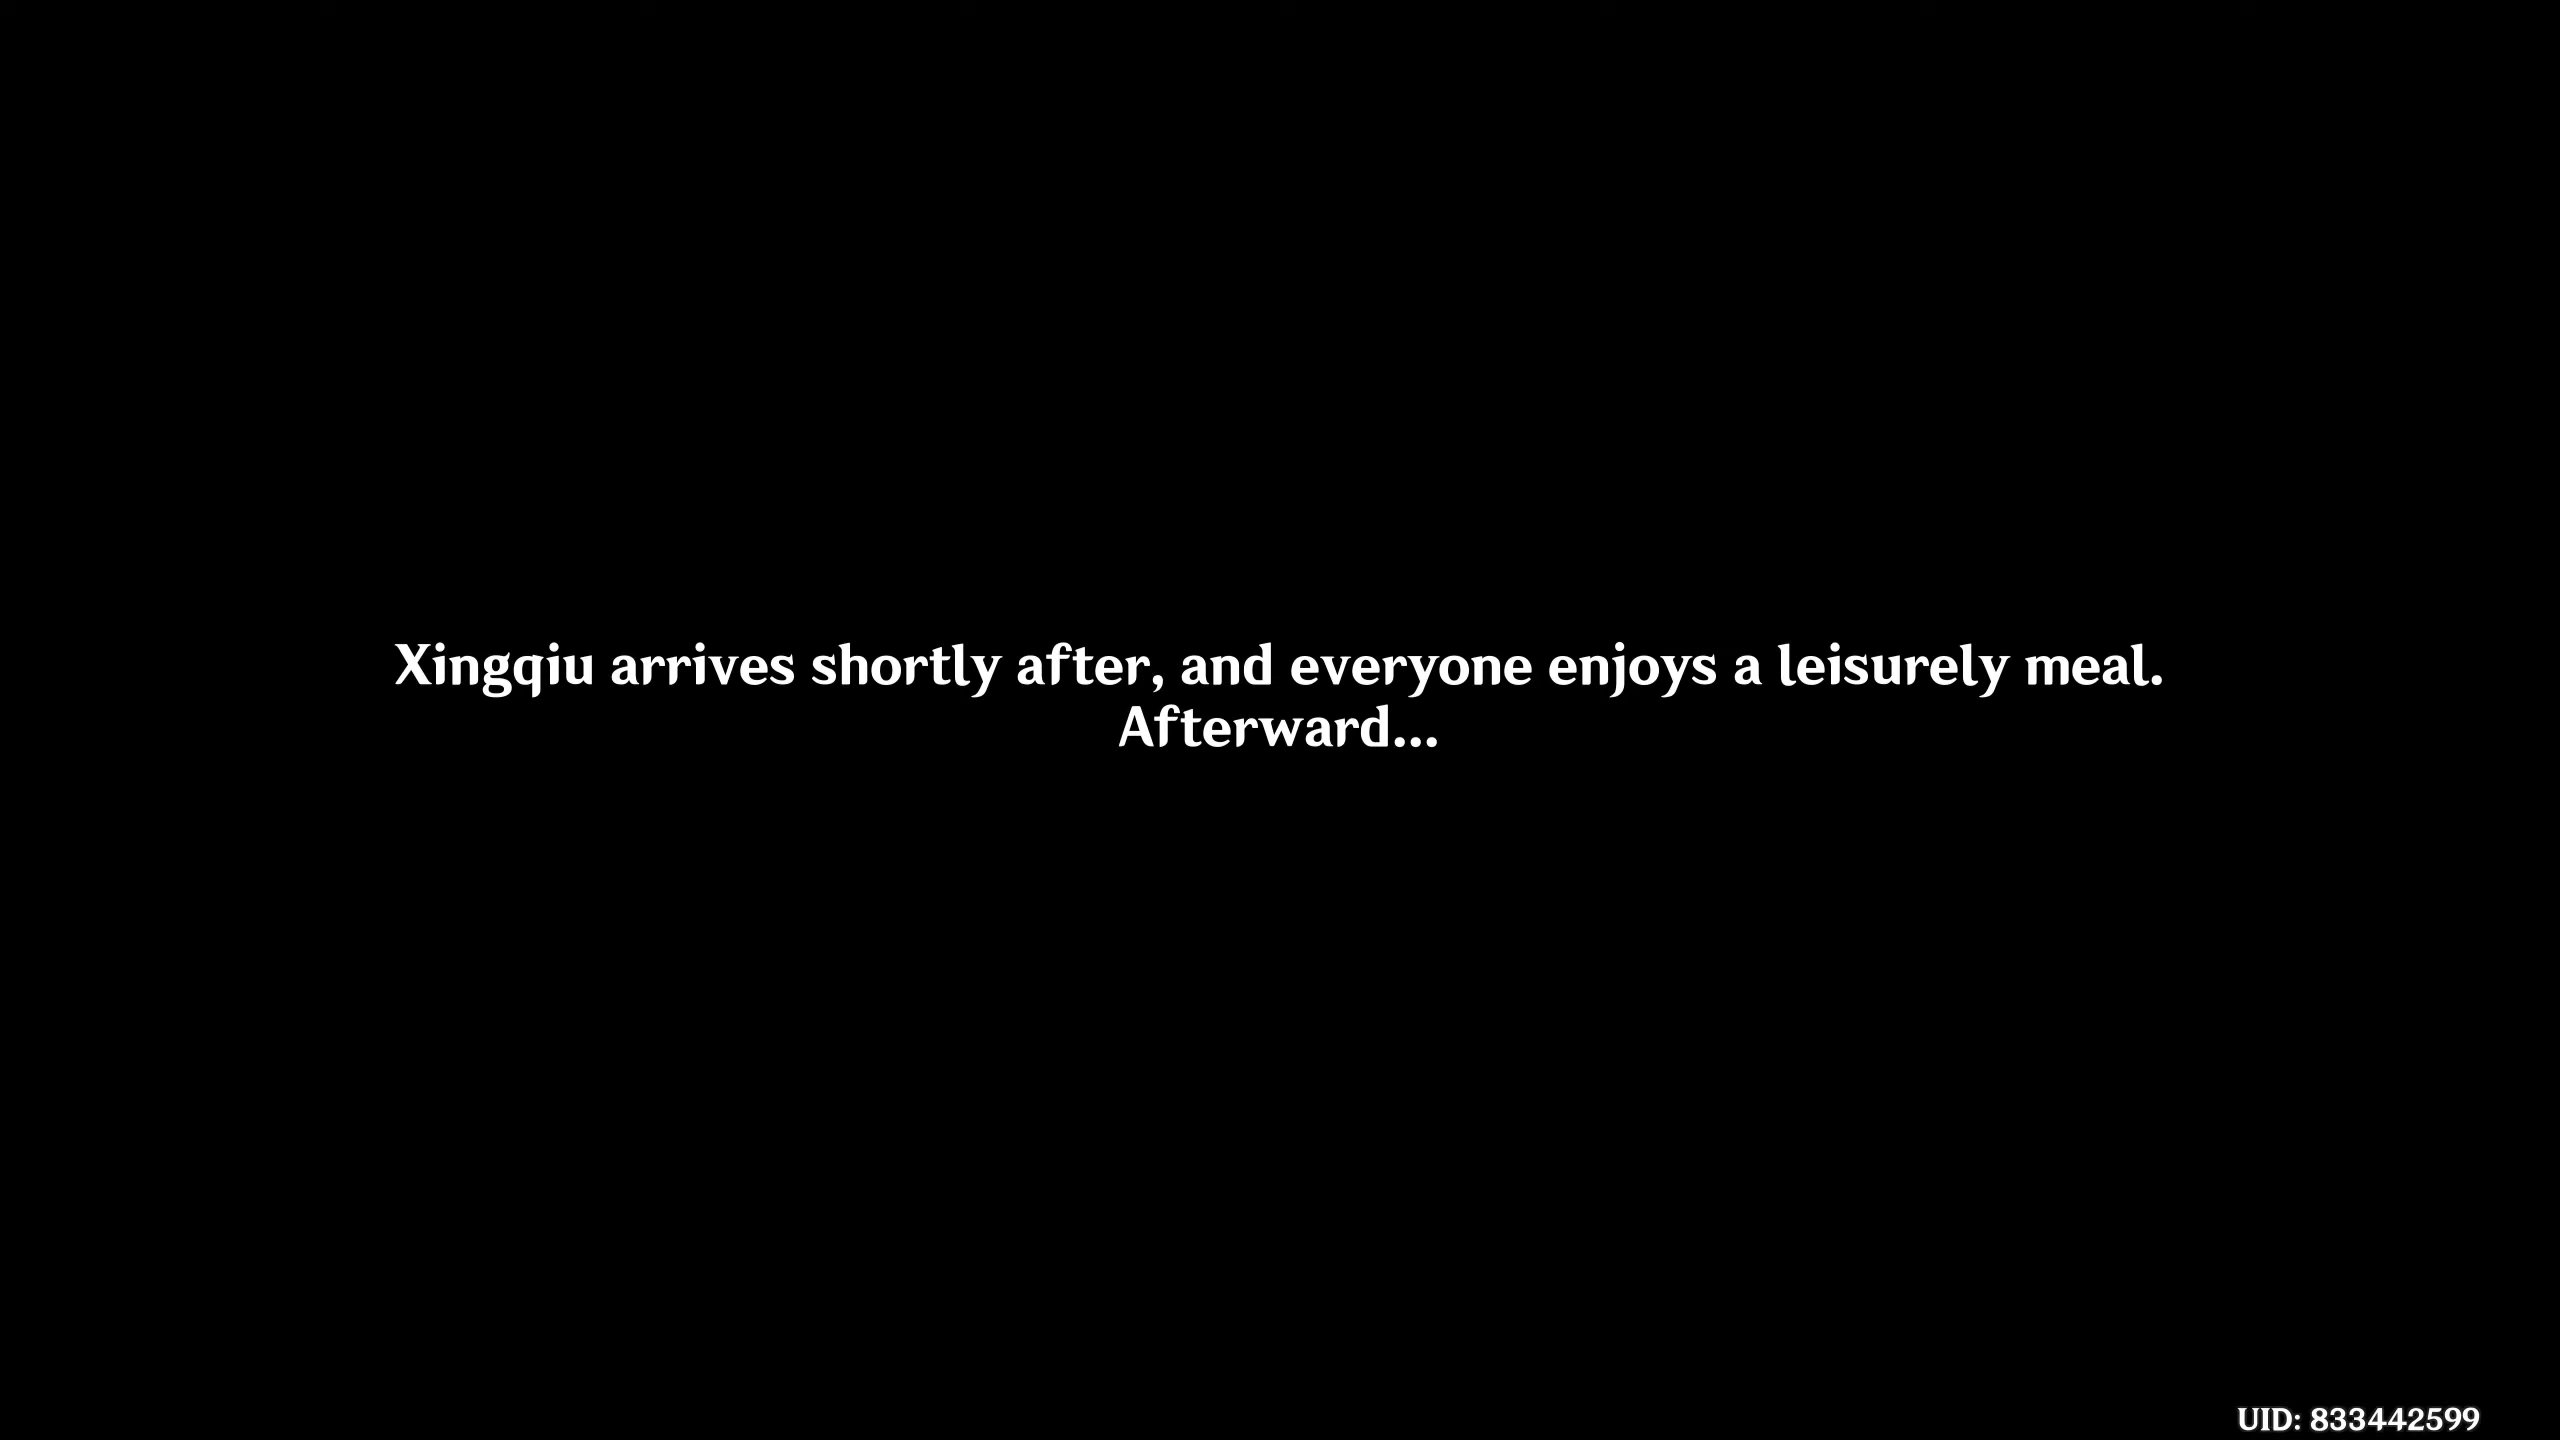 Xingqiu arrives shortly after, and everyone enjoys a leisurely meal.
Afterward...
UID: 833442599